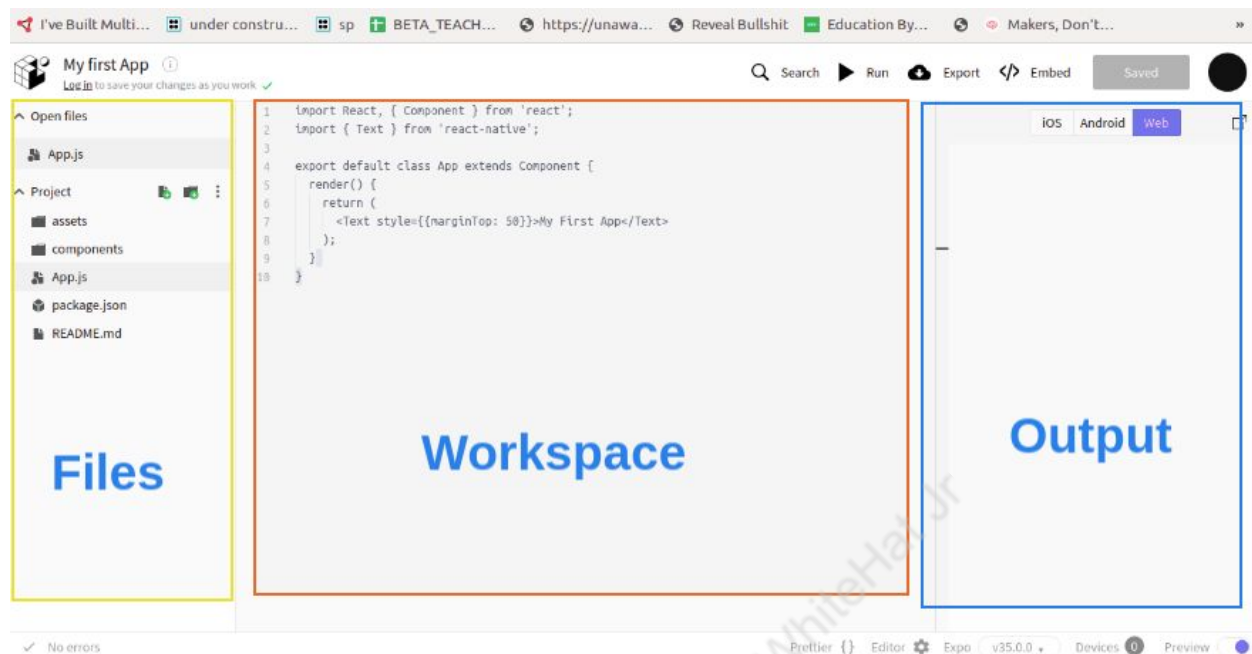 I've Built Multi... under constru... sp BETA_TEACH... https://unawa... Reveal Bullshit Education By... Makers, Don't... »
My first App
Log in to save your changes as you work
Search Run Export </> Embed Saved
Open files
App.js
Project
assets
components
App.js
package.json
README.md
Files
1 import React, { Component } from 'react';
2 import { Text } from 'react-native';
3
4 export default class App extends Component {
5 render() {
6 return (
7 <Text style={{marginTop: 50}}>My First App</Text>
8 );
9 }
10 }
Workspace
iOS Android Web
Output
WhiteHat Jr
No errors
Prettier {} Editor Expo v35.0.0 Devices 0 Preview